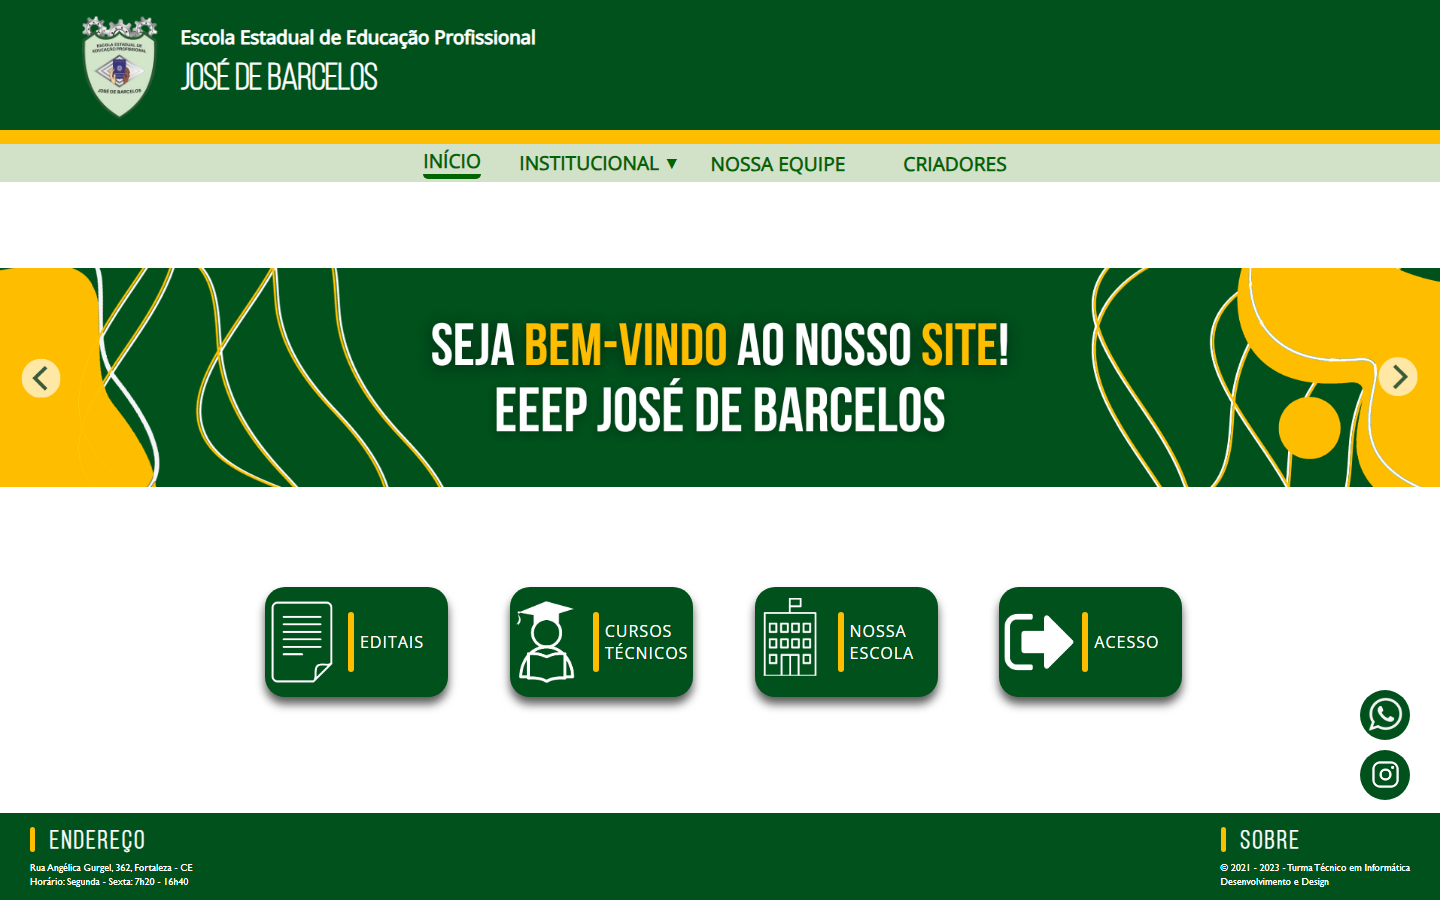 ESCOLA ESTADUAL DE
EDUCAÇÃO PROFISSIONAL
JOSÉ DE BARCELOS
Escola Estadual de Educação Profissional
JOSÉ DE BARCELOS
INÍCIO INSTITUCIONAL ▼ NOSSA EQUIPE CRIADORES
SEJA BEM-VINDO AO NOSSO SITE!
EEEP JOSÉ DE BARCELOS
EDITAIS
CURSOS
TÉCNICOS
NOSSA
ESCOLA
ACESSO
ENDEREÇO
Rua Angélica Gurgel, 362, Fortaleza - CE
Horário: Segunda - Sexta: 7h20 - 16h40
SOBRE
© 2021 - 2023 - Turma Técnico em Informática
Desenvolvimento e Design